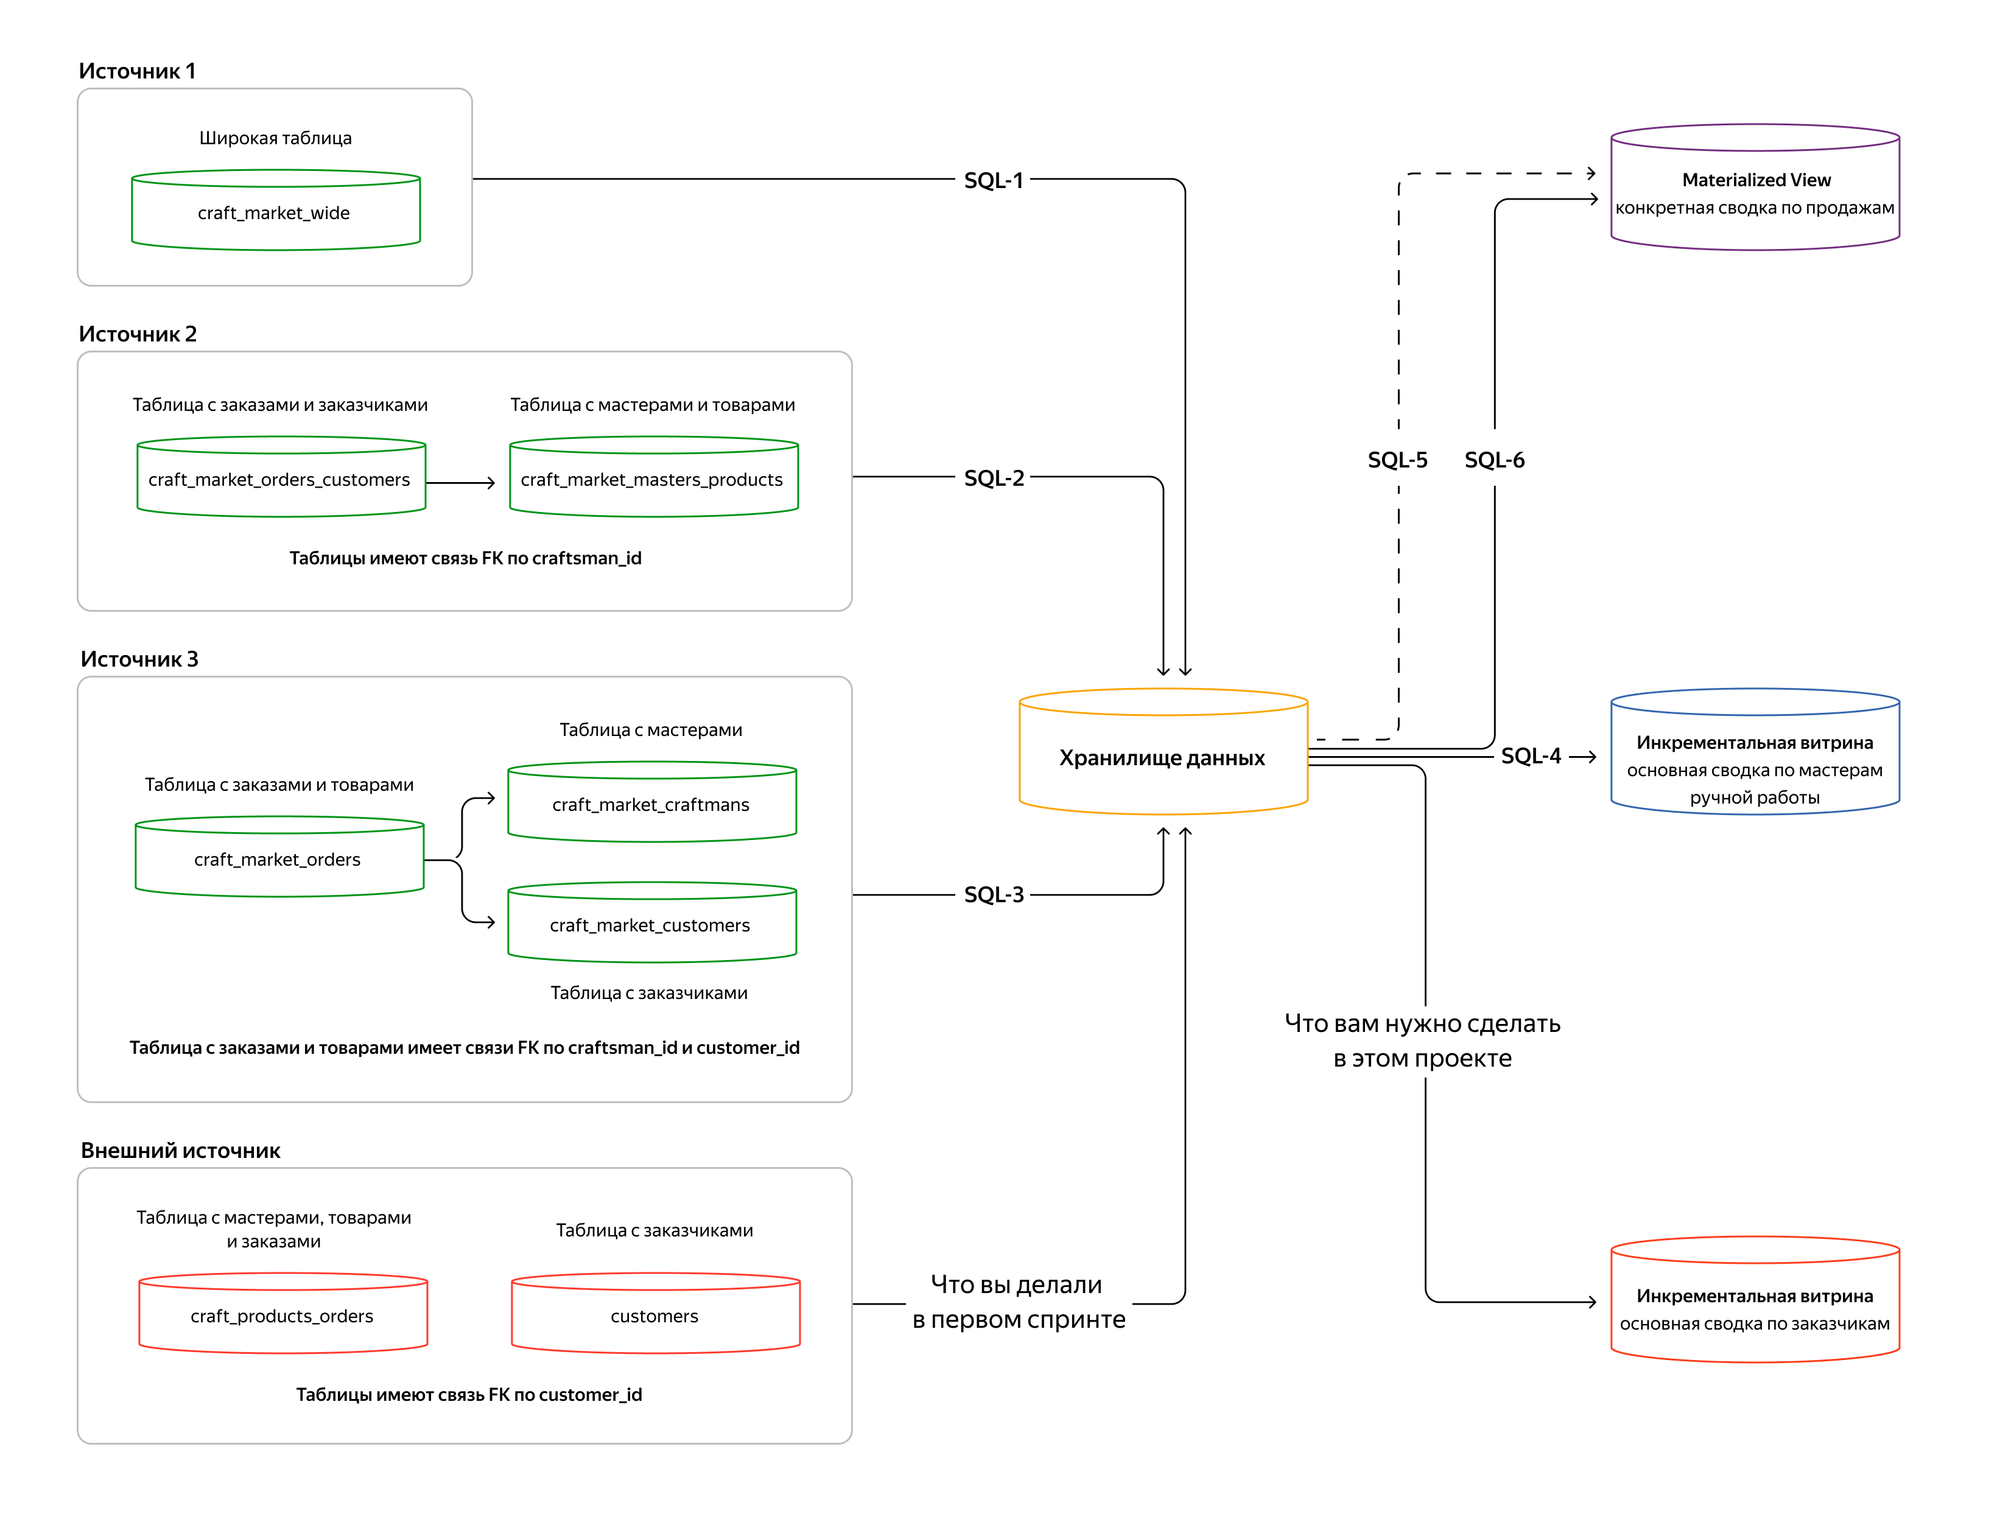 Источник 1
Широкая таблица
craft_market_wide
SQL-1
Источник 2
Таблица с заказами и заказчиками
Таблица с мастерами и товарами
craft_market_orders_customers
craft_market_masters_products
Таблицы имеют связь FK по craftsman_id
SQL-2
Источник 3
Таблица с мастерами
Таблица с заказами и товарами
craft_market_craftmans
craft_market_orders
craft_market_customers
Таблица с заказчиками
Таблица с заказами и товарами имеет связи FK по craftsman_id и customer_id
SQL-3
Внешний источник
Таблица с мастерами, товарами
и заказами
Таблица с заказчиками
craft_products_orders
customers
Таблицы имеют связь FK по customer_id
Что вы делали
в первом спринте
Хранилище данных
SQL-5
SQL-6
SQL-4
Что вам нужно сделать
в этом проекте
Materialized View
конкретная сводка по продажам
Инкрементальная витрина
основная сводка по мастерам
ручной работы
Инкрементальная витрина
основная сводка по заказчикам